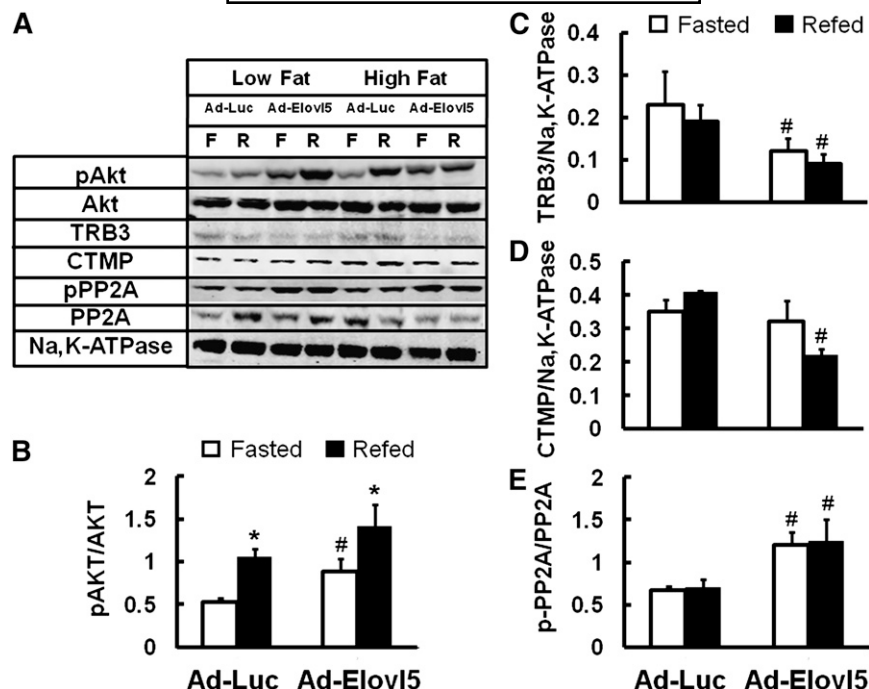 A
Low Fat High Fat
Ad-Luc Ad-Elovl5 Ad-Luc Ad-Elovl5
F R F R F R F R
pAkt
Akt
TRB3
CTMP
pPP2A
PP2A
Na,K-ATPase
B
Fasted Refed
pAKT/AKT
2
1.5
1
0.5
0
* # *
Ad-Luc Ad-Elovl5
C
Fasted Refed
TRB3/Na,K-ATPase
0.4
0.3
0.2
0.1
0
# #
D
CTMP/Na,K-ATPase
0.5
0.4
0.3
0.2
0.1
0
#
E
p-PP2A/PP2A
2
1.5
1
0.5
0
# #
Ad-Luc Ad-Elovl5